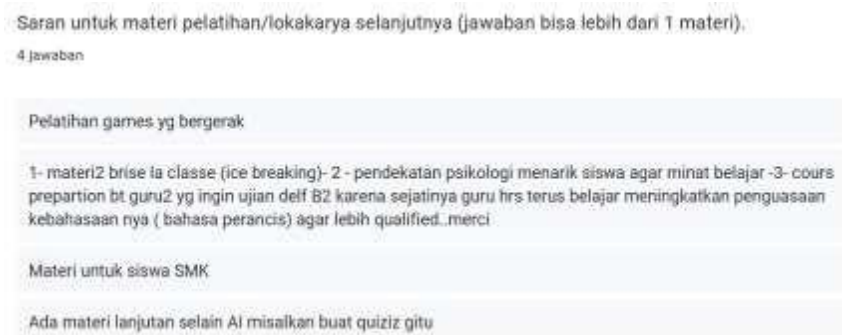 Saran untuk materi pelatihan/lokakarya selanjutnya (jawaban bisa lebih dari 1 materi).
4 jawaban
Pelatihan games yg bergerak
1- materi2 brise la classe (ice breaking)- 2 - pendekatan psikologi menarik siswa agar minat belajar -3- cours
prepartion bt guru2 yg ingin ujian delf B2 karena sejatinya guru hrs terus belajar meningkatkan penguasaan
kebahasaan nya ( bahasa perancis) agar lebih qualified..merci
Materi untuk siswa SMK
Ada materi lanjutan selain AI misalkan buat quiziz gitu